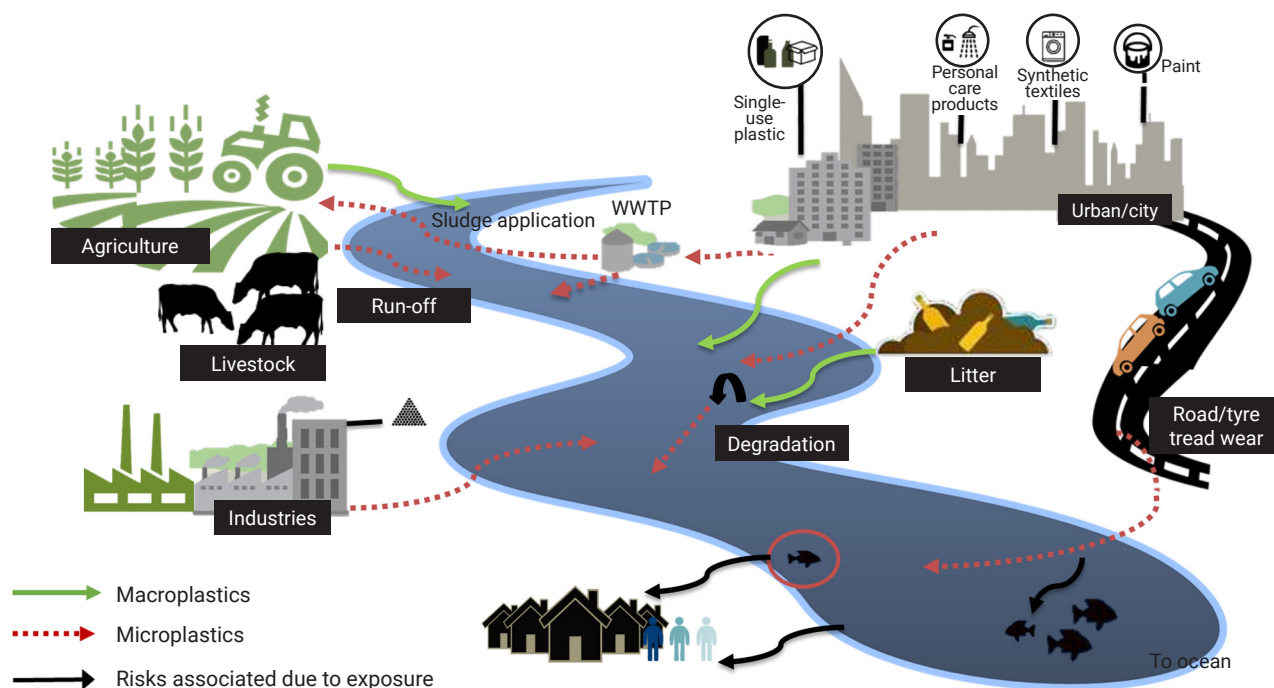 Single-
use
plastic
Personal
care
products
Synthetic
textiles
Paint
Urban/city
Agriculture
Sludge application
WWTP
Run-off
Livestock
Litter
Road/tyre
tread wear
Degradation
Industries
Macroplastics
Microplastics
Risks associated due to exposure
To ocean